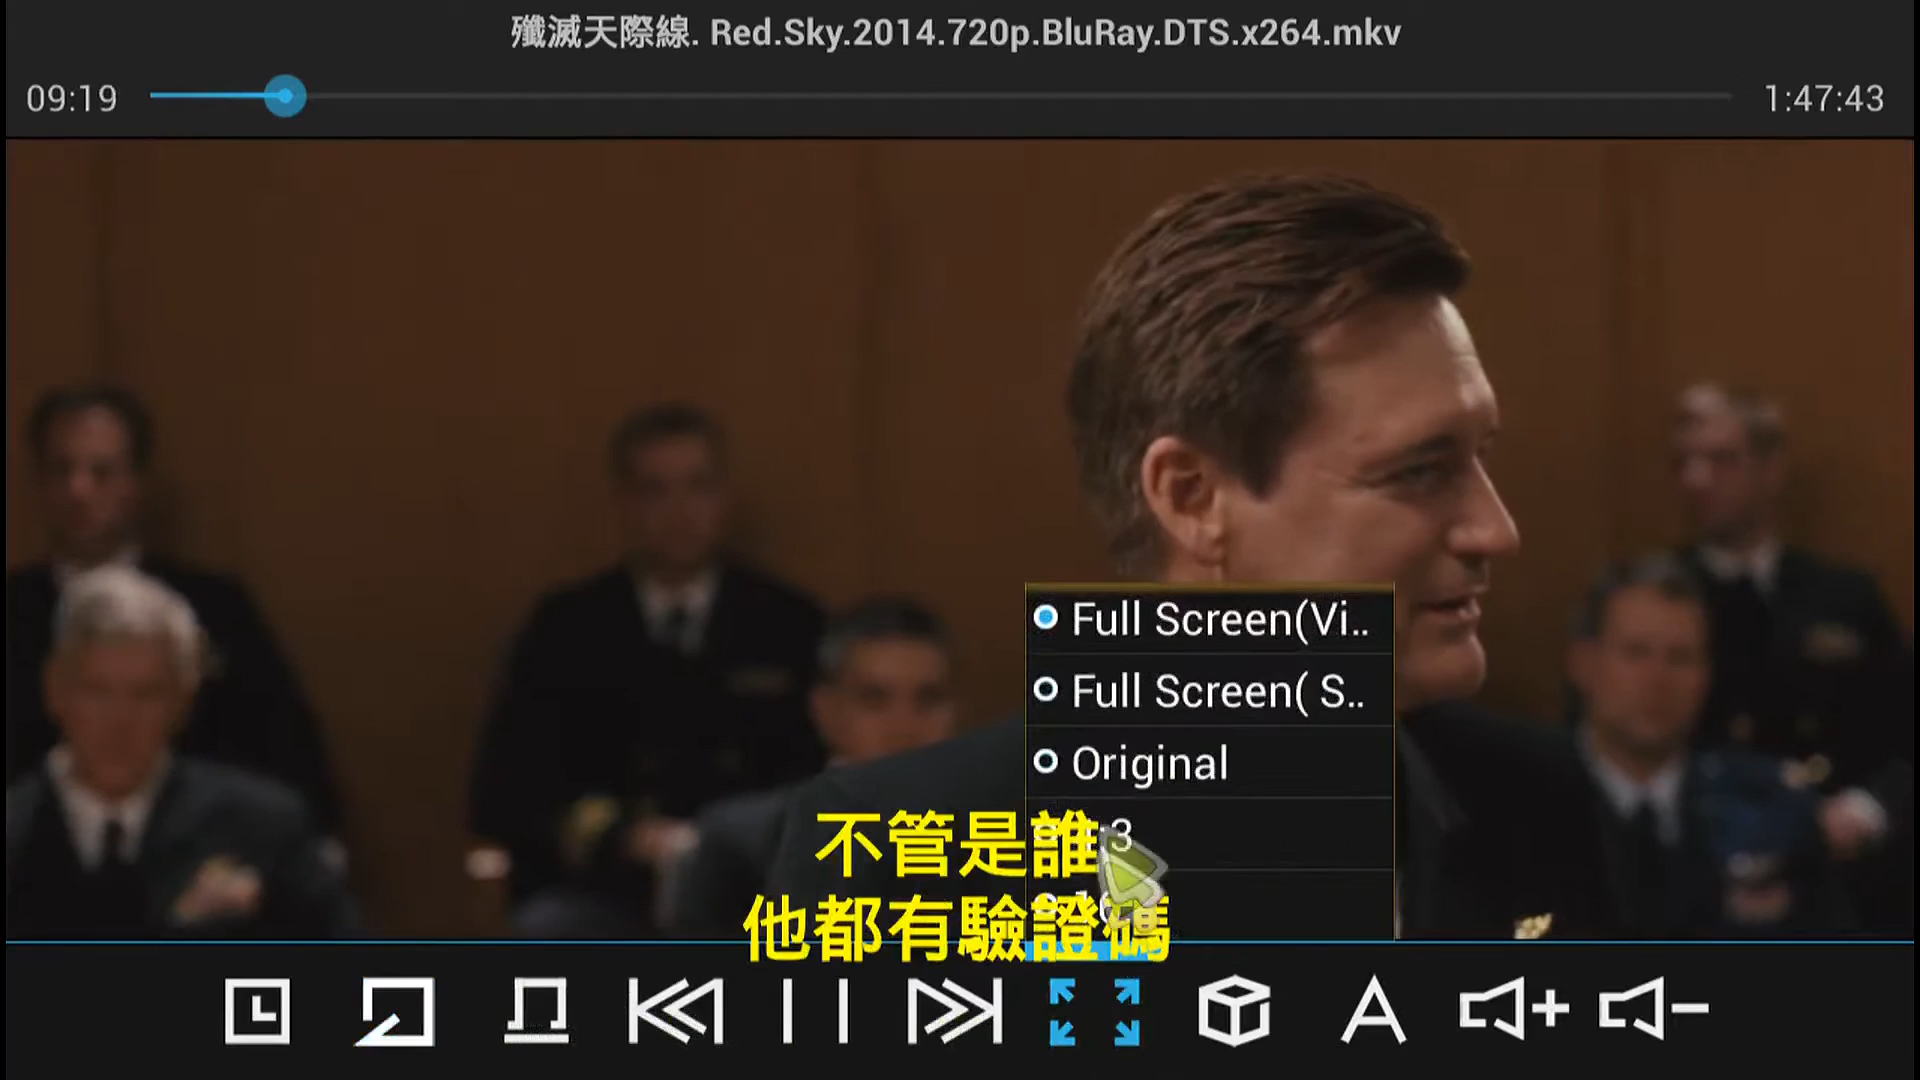 殲滅天際線. Red.Sky.2014.720p.BluRay.DTS.x264.mkv
09:19
1:47:43
Full Screen(Vi..
Full Screen( S..
Original
不管是誰
他都有驗證碼